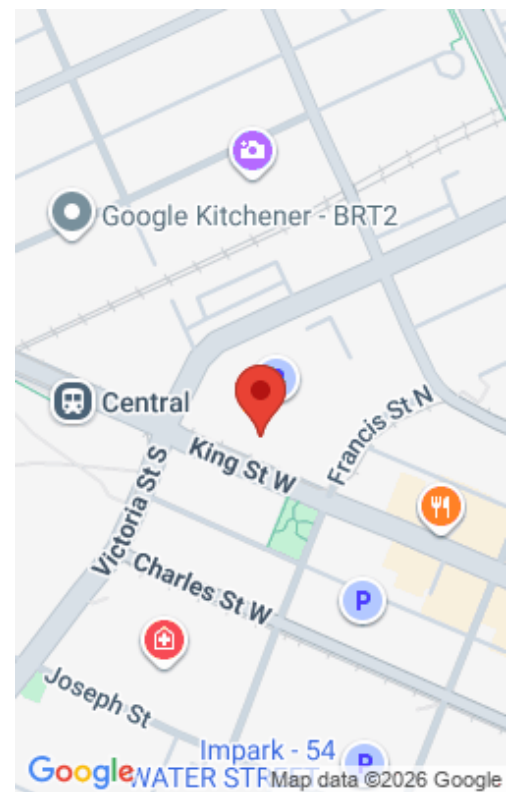 Google Kitchener - BRT2
Central
Francis St N
King St W
Victoria St S
P
Charles St W
Joseph St
Impark - 54
WATER STREET
P
Google
Map data ©2026 Google